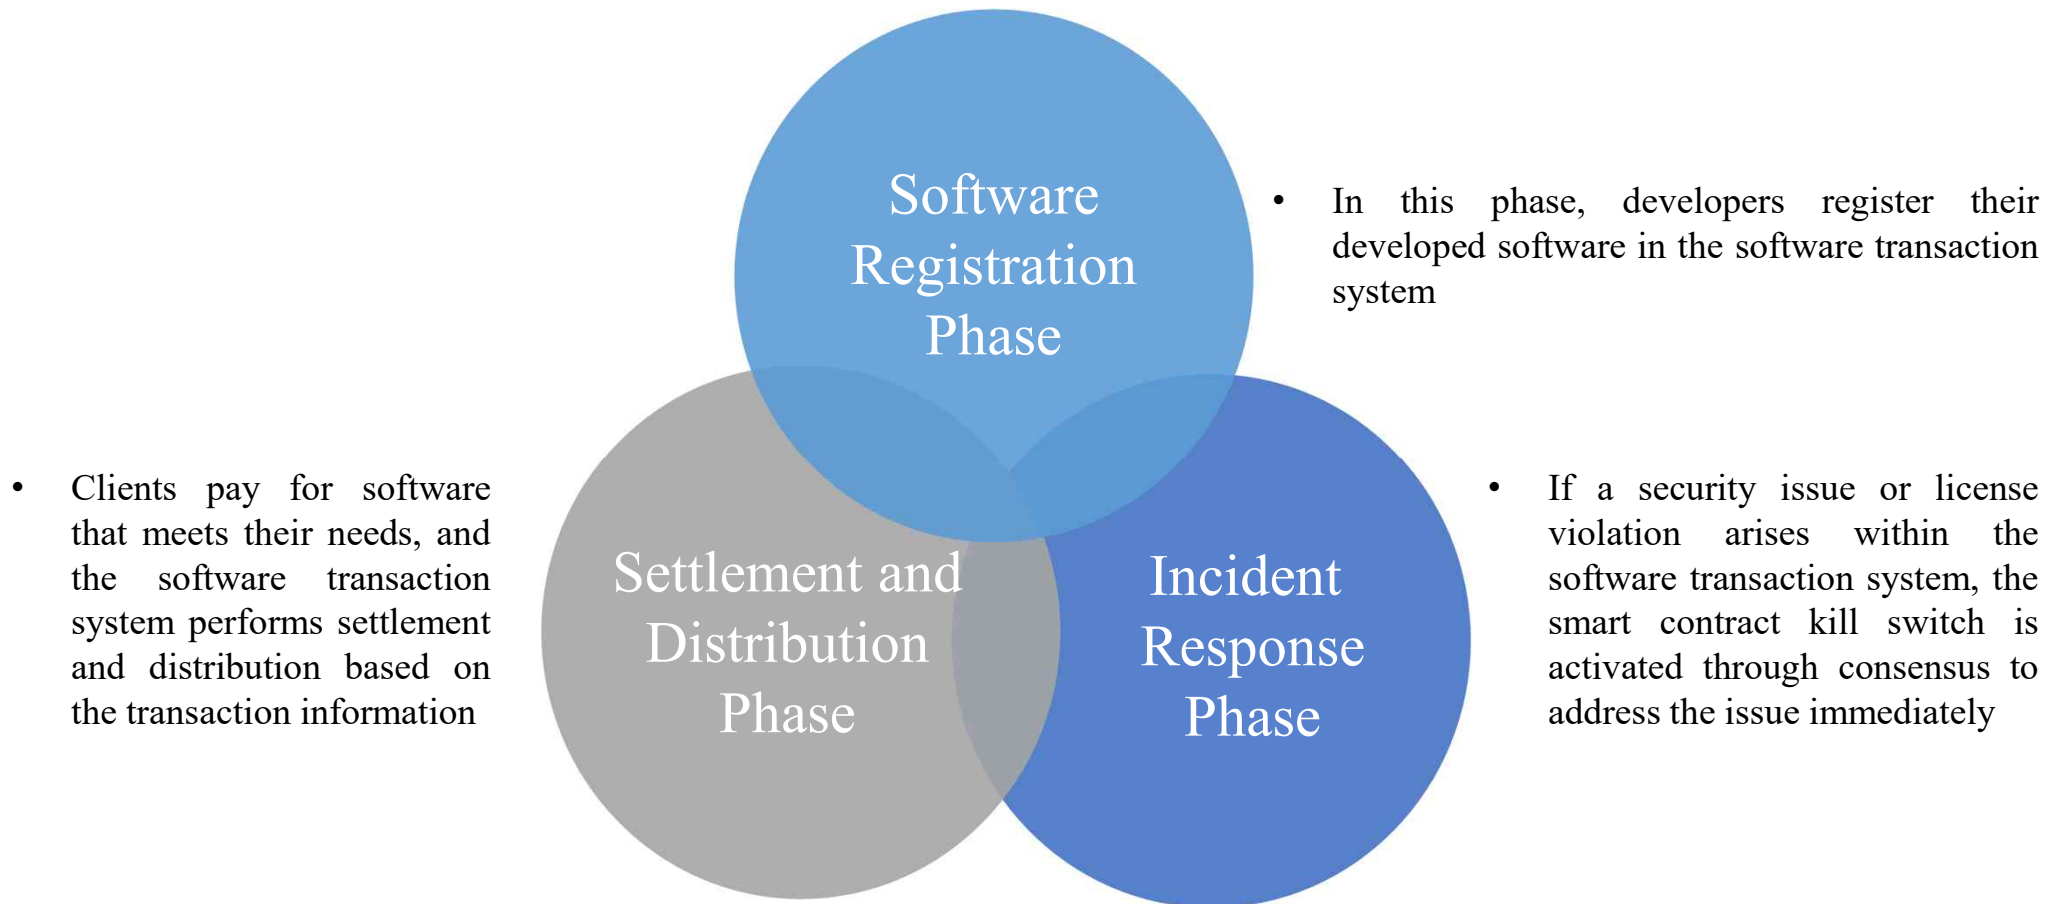 Software
Registration
Phase
• In this phase, developers register their
developed software in the software transaction
system
• Clients pay for software
that meets their needs, and
the software transaction
system performs settlement
and distribution based on
the transaction information
Settlement and
Distribution
Phase
Incident
Response
Phase
• If a security issue or license
violation arises within the
software transaction system, the
smart contract kill switch is
activated through consensus to
address the issue immediately